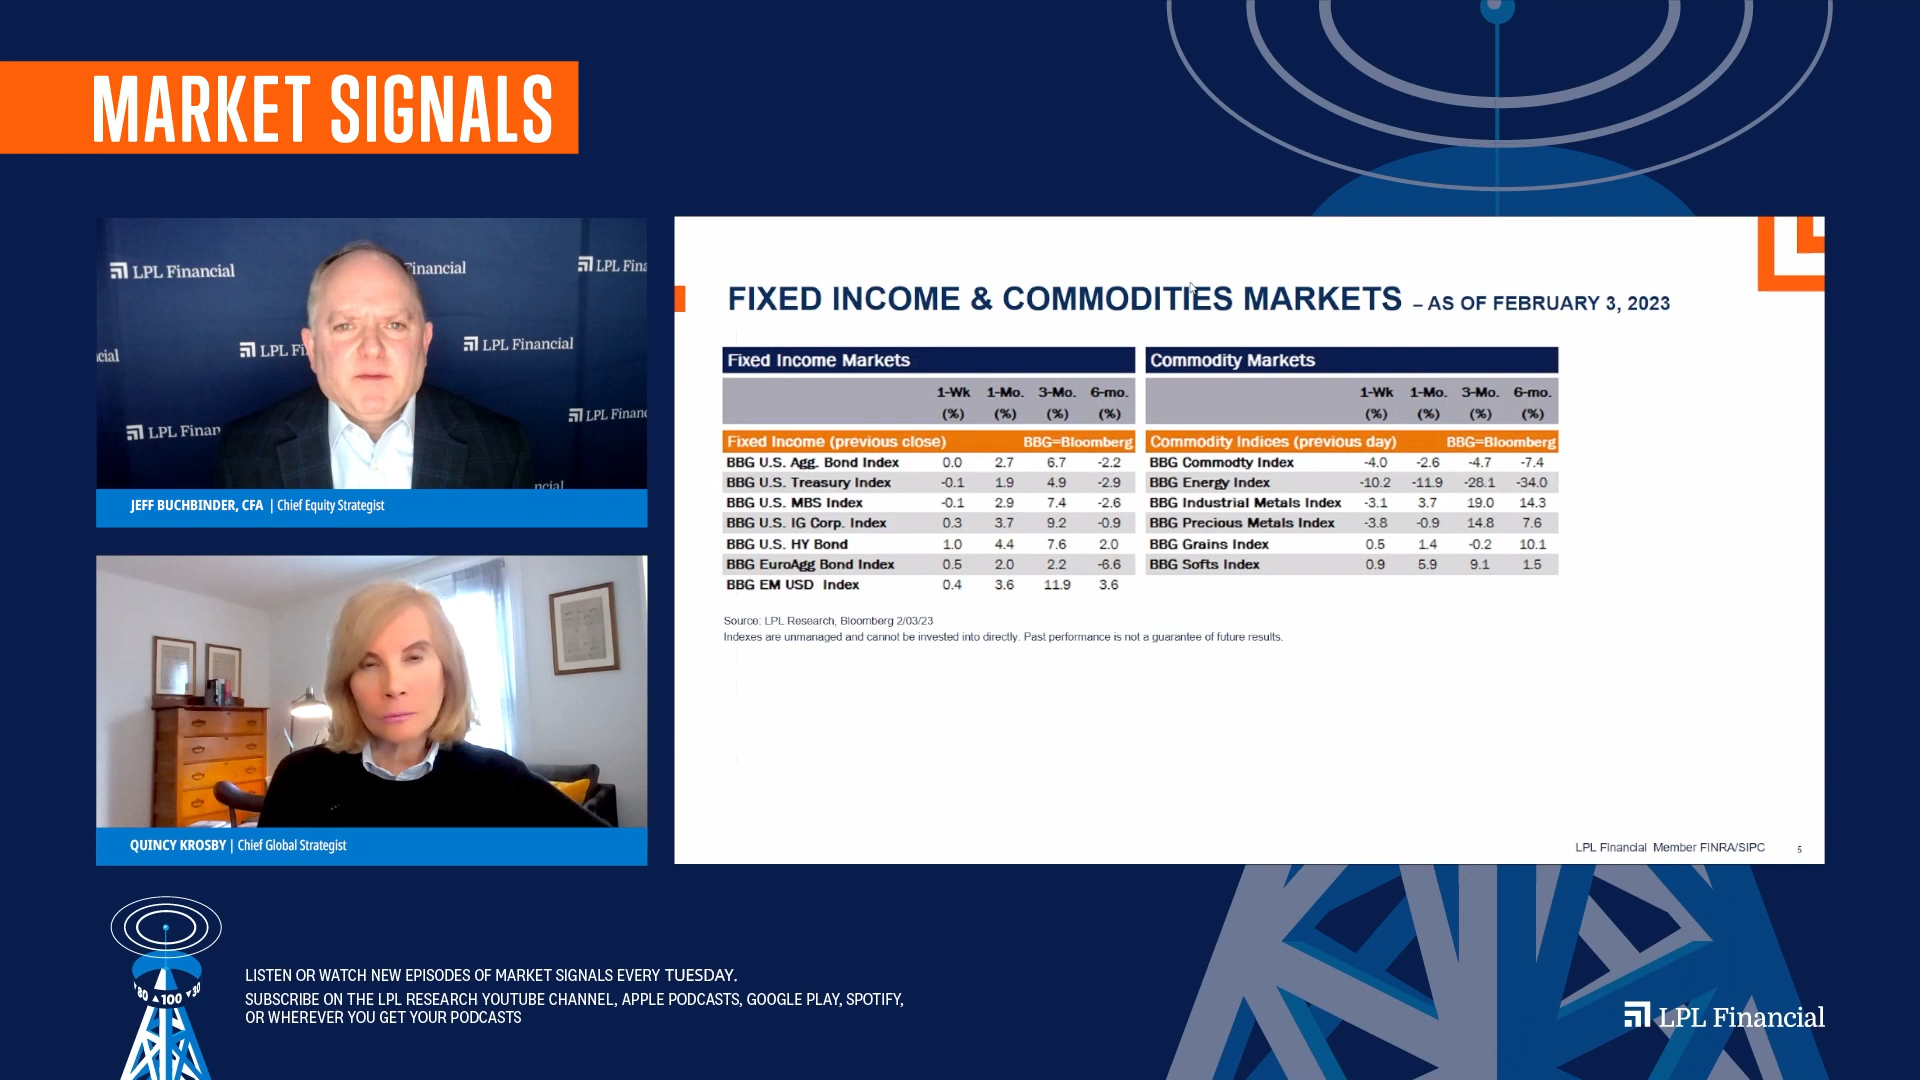 MARKET SIGNALS
LPL Financial
Financial
LPL Fina
cial
LPL Fi
LPL Financial
LPL Finan
LPL Financ
ncial
JEFF BUCHBINDER, CFA | Chief Equity Strategist
QUINCY KROSBY | Chief Global Strategist
FIXED INCOME & COMMODITIES MARKETS – AS OF FEBRUARY 3, 2023
Fixed Income Markets
1-Wk 1-Mo. 3-Mo. 6-mo.
(%) (%) (%) (%)
Fixed Income (previous close) BBG=Bloomberg
BBG U.S. Agg. Bond Index 0.0 2.7 6.7 -2.2
BBG U.S. Treasury Index -0.1 1.9 4.9 -2.9
BBG U.S. MBS Index -0.1 2.9 7.4 -2.6
BBG U.S. IG Corp. Index 0.3 3.7 9.2 -0.9
BBG U.S. HY Bond 1.0 4.4 7.6 2.0
BBG EuroAgg Bond Index 0.5 2.0 2.2 -6.6
BBG EM USD Index 0.4 3.6 11.9 3.6
Commodity Markets
1-Wk 1-Mo. 3-Mo. 6-mo.
(%) (%) (%) (%)
Commodity Indices (previous day) BBG=Bloomberg
BBG Commodty Index -4.0 -2.6 -4.7 -7.4
BBG Energy Index -10.2 -11.9 -28.1 -34.0
BBG Industrial Metals Index -3.1 3.7 19.0 14.3
BBG Precious Metals Index -3.8 -0.9 14.8 7.6
BBG Grains Index 0.5 1.4 -0.2 10.1
BBG Softs Index 0.9 5.9 9.1 1.5
Source: LPL Research, Bloomberg 2/03/23
Indexes are unmanaged and cannot be invested into directly. Past performance is not a guarantee of future results.
LPL Financial Member FINRA/SIPC 5
80 100 30
LISTEN OR WATCH NEW EPISODES OF MARKET SIGNALS EVERY TUESDAY.
SUBSCRIBE ON THE LPL RESEARCH YOUTUBE CHANNEL, APPLE PODCASTS, GOOGLE PLAY, SPOTIFY,
OR WHEREVER YOU GET YOUR PODCASTS
LPL Financial